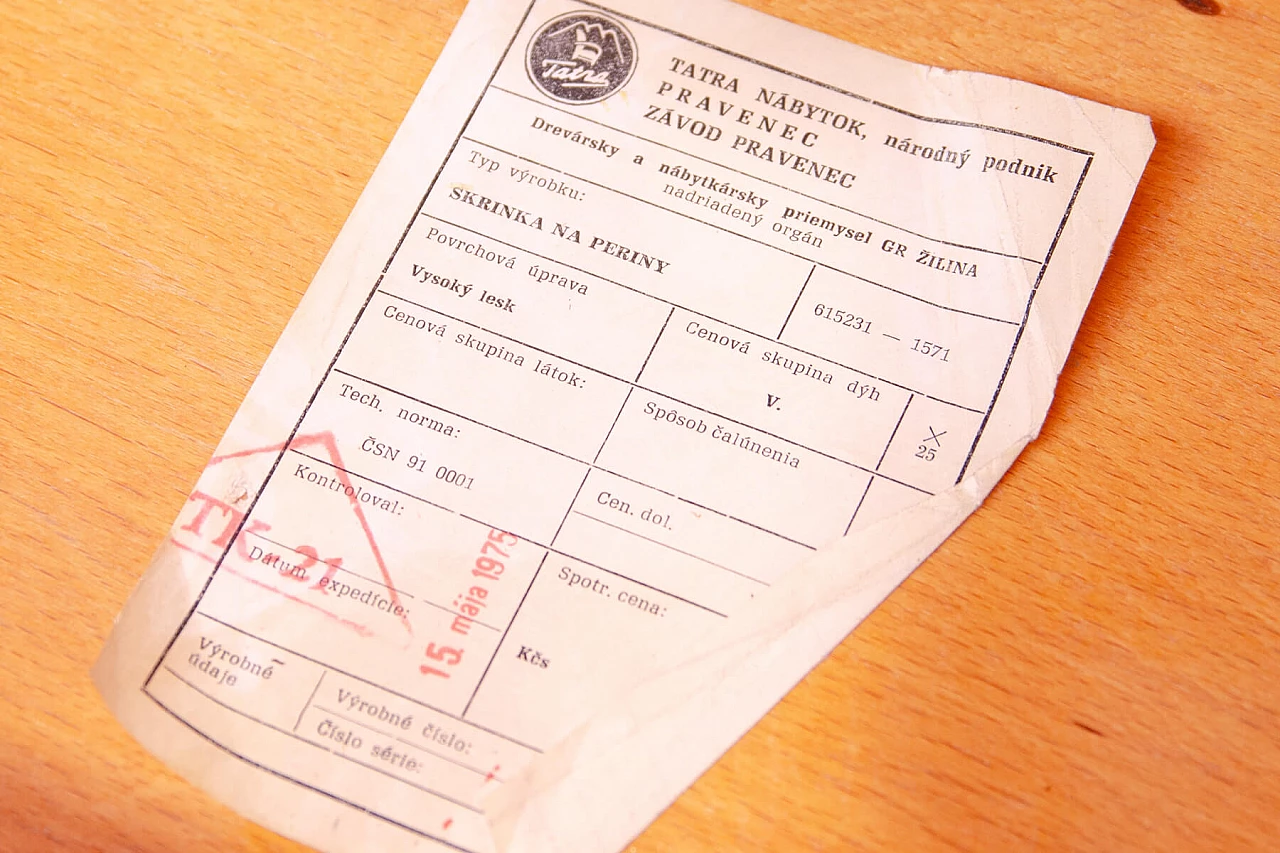 Tatra
TATRA NÁBYTOK, národný podnik
PRAVENEC
ZÁVOD PRAVENEC
Drevársky a nábytkársky priemysel GR ŽILINA
nadriadený orgán
Typ výrobku:
SKRINKA NA PERINY
615231 — 1571
Povrchová úprava
Vysoký lesk
Cenová skupina dýh
V.
X
25
Cenová skupina látok:
Spôsob čalúnenia
Tech. norma:
ČSN 91 0001
Cen. dol.
Kontroloval:
TK 21
15. mája 1975
Dátum expedície:
Spotr. cena:
Kčs
Výrobné
údaje
Výrobné číslo:
Číslo série: